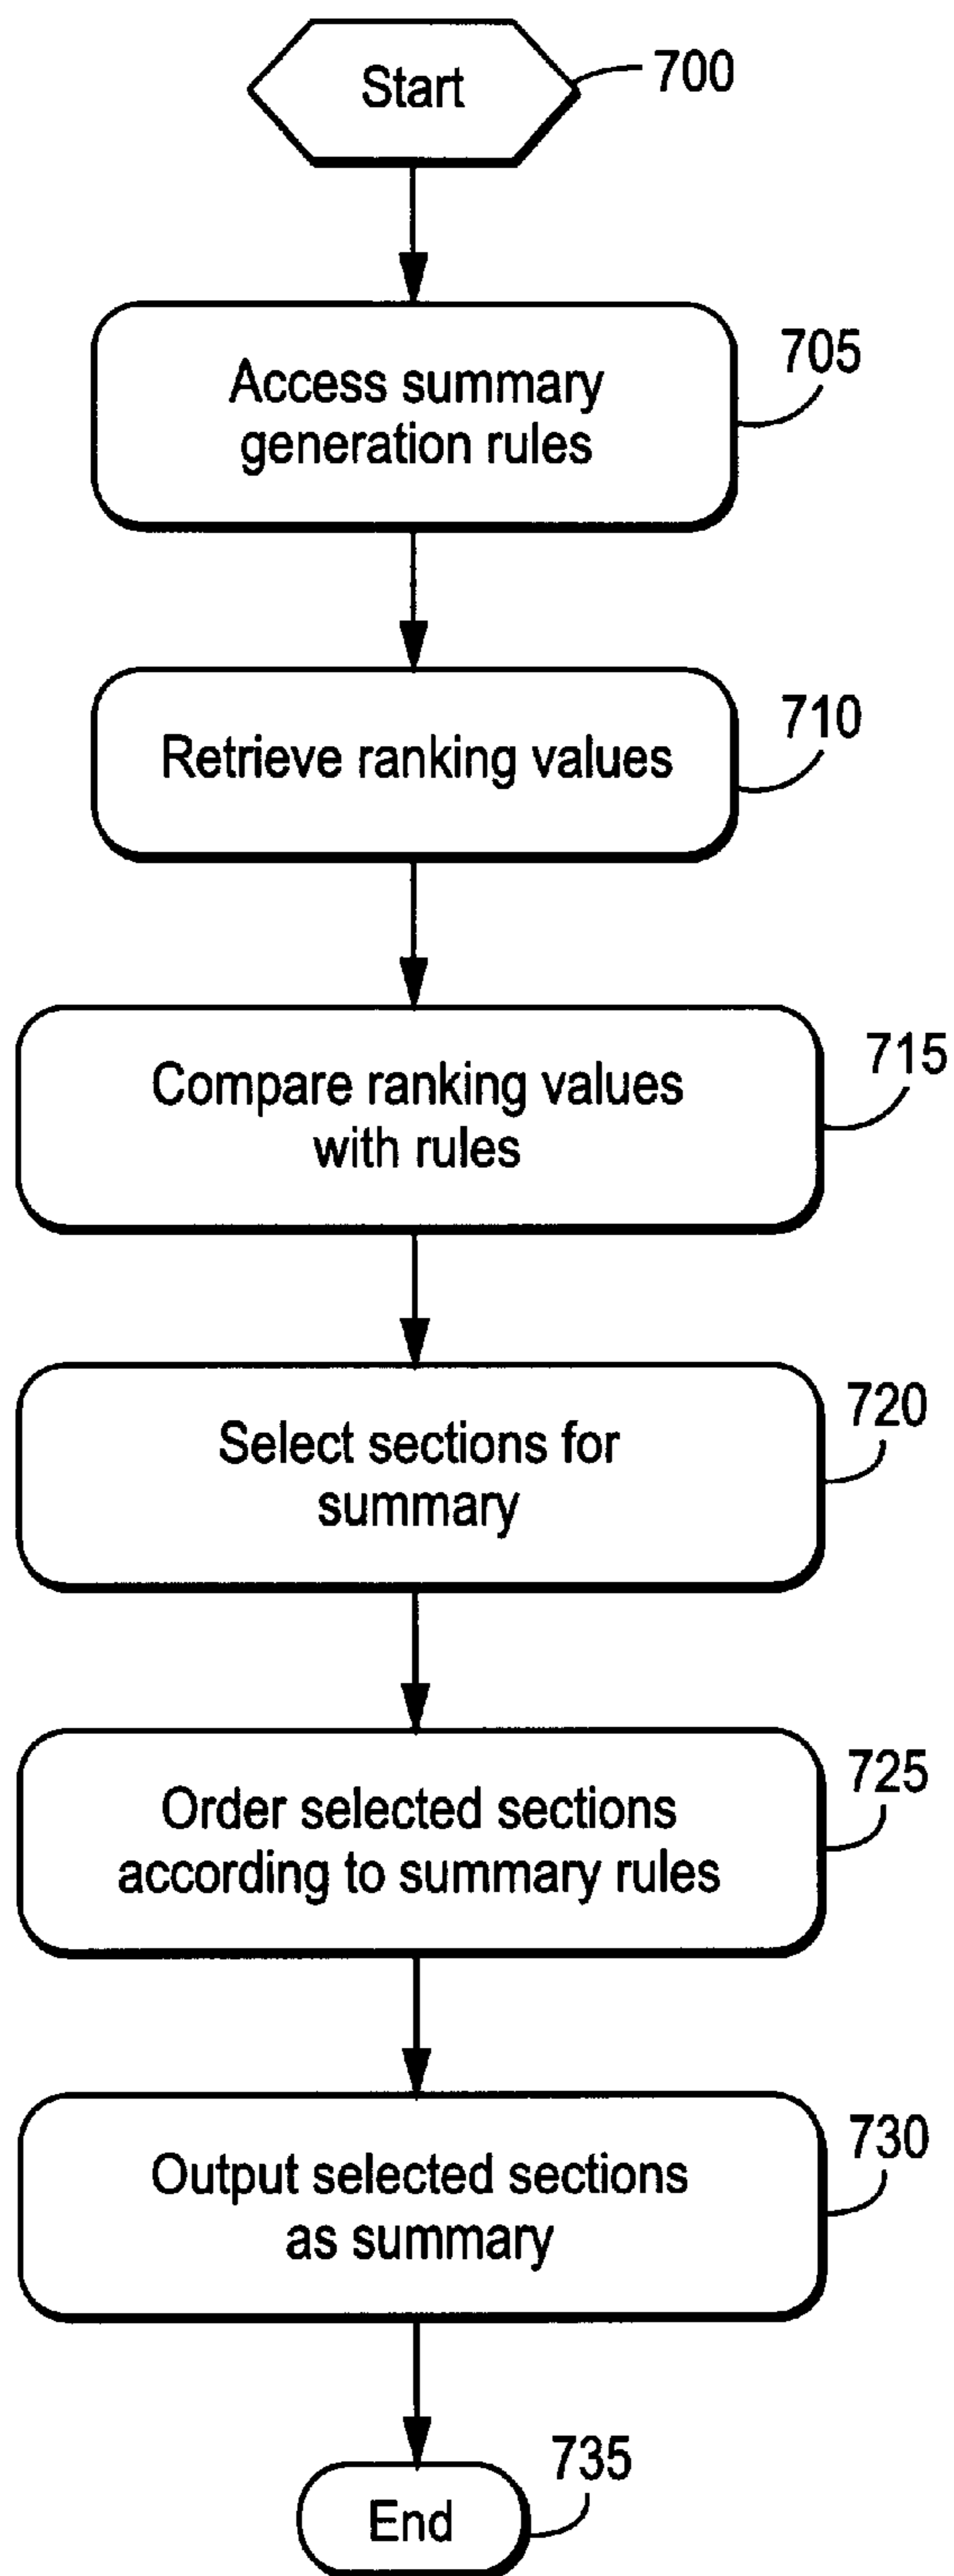 Start
700
Access summary
generation rules
705
Retrieve ranking values
710
Compare ranking values
with rules
715
Select sections for
summary
720
Order selected sections
according to summary rules
725
Output selected sections
as summary
730
End
735